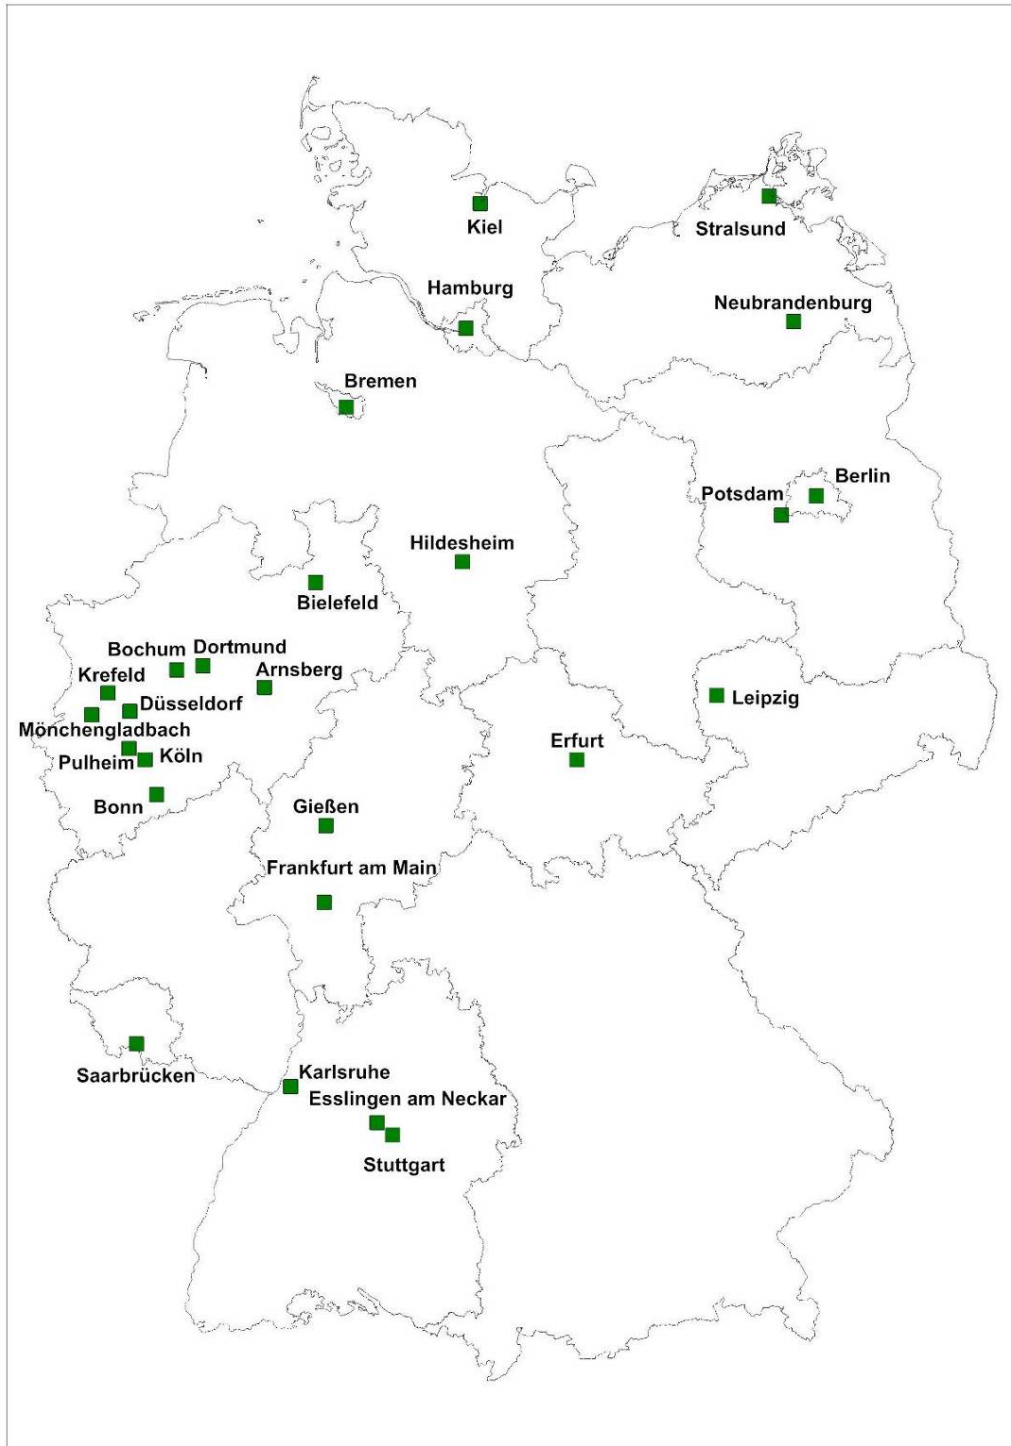 Kiel
Stralsund
Hamburg
Neubrandenburg
Bremen
Berlin
Potsdam
Hildesheim
Bielefeld
Bochum
Dortmund
Arnsberg
Krefeld
Düsseldorf
Leipzig
Mönchengladbach
Erfurt
Pulheim
Köln
Bonn
Gießen
Frankfurt am Main
Saarbrücken
Karlsruhe
Esslingen am Neckar
Stuttgart